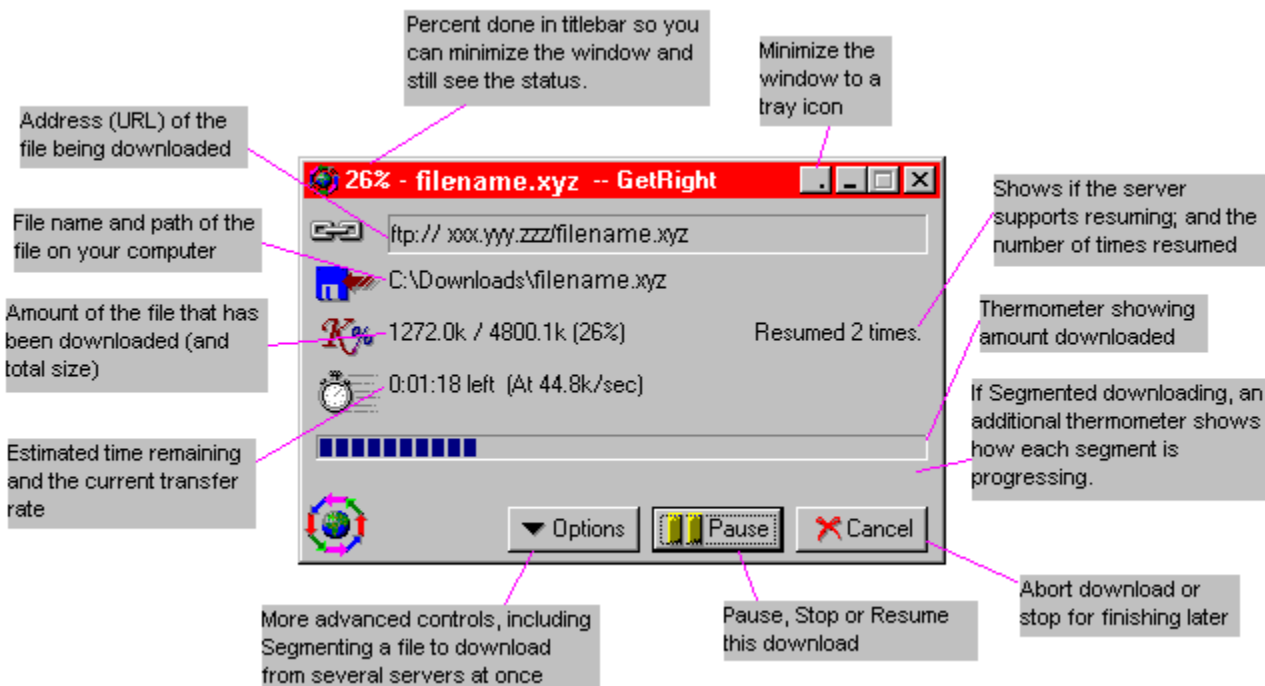 Percent done in titlebar so you
can minimize the window and
still see the status.
Minimize the
window to a
tray icon
Address (URL) of the
file being downloaded
26% - filename.xyz -- GetRight
Shows if the server
supports resuming; and the
number of times resumed
File name and path of the
file on your computer
ftp:// xxx.yyy.zzz/filename.xyz
C:\Downloads\filename.xyz
Amount of the file that has
been downloaded (and
total size)
K%
1272.0k / 4800.1k (26%)
Resumed 2 times.
Thermometer showing
amount downloaded
0:01:18 left (At 44.8k/sec)
If Segmented downloading, an
additional thermometer shows
how each segment is
progressing.
Estimated time remaining
and the current transfer
rate
Options
Pause
Cancel
More advanced controls, including
Segmenting a file to download
from several servers at once
Pause, Stop or Resume
this download
Abort download or
stop for finishing later